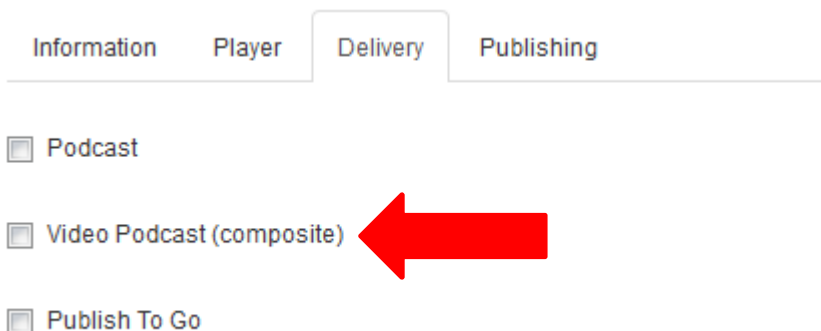 Information Player Delivery Publishing
Podcast
Video Podcast (composite)
Publish To Go